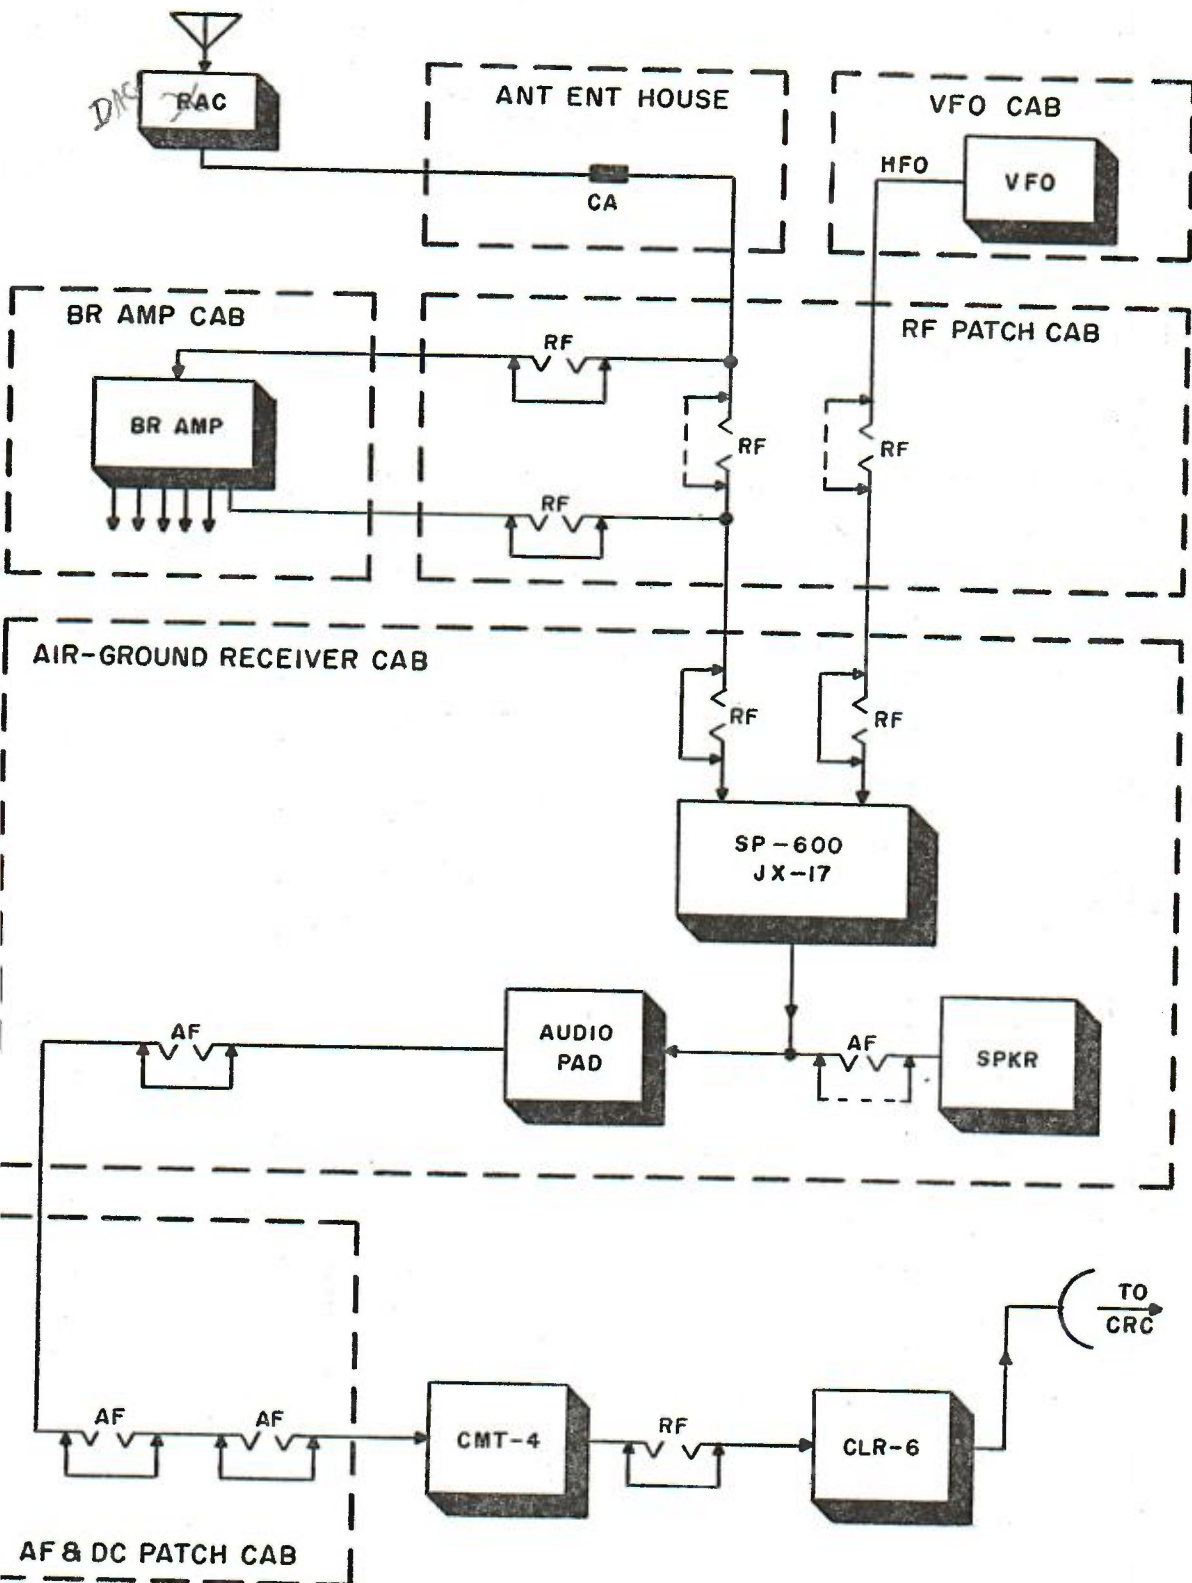 DAC
RAC
ANT ENT HOUSE
CA
VFO CAB
HFO
VFO
BR AMP CAB
BR AMP
RF PATCH CAB
RF
RF
RF
RF
AIR-GROUND RECEIVER CAB
RF
RF
SP-600
JX-17
AF
AUDIO
PAD
AF
SPKR
AF
AF
CMT-4
RF
CLR-6
TO
CRC
AF & DC PATCH CAB